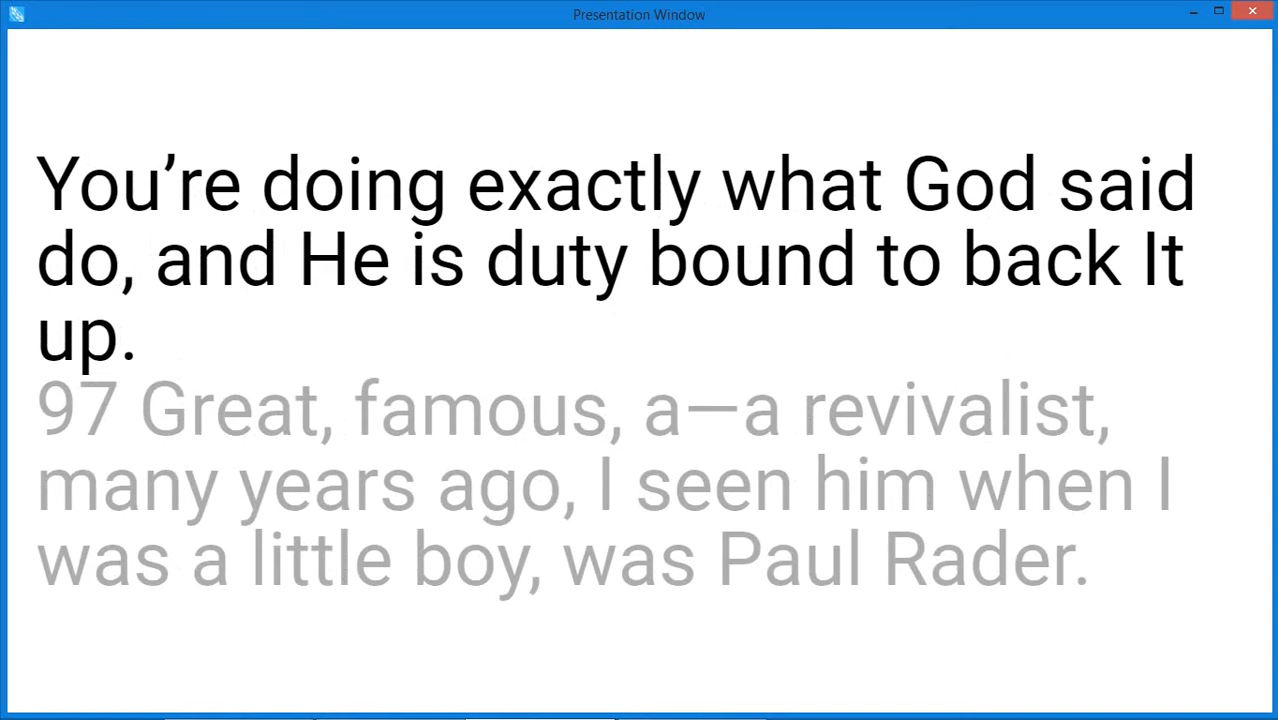 Presentation Window
You’re doing exactly what God said
do, and He is duty bound to back It
up.
97 Great, famous, a—a revivalist,
many years ago, I seen him when I
was a little boy, was Paul Rader.